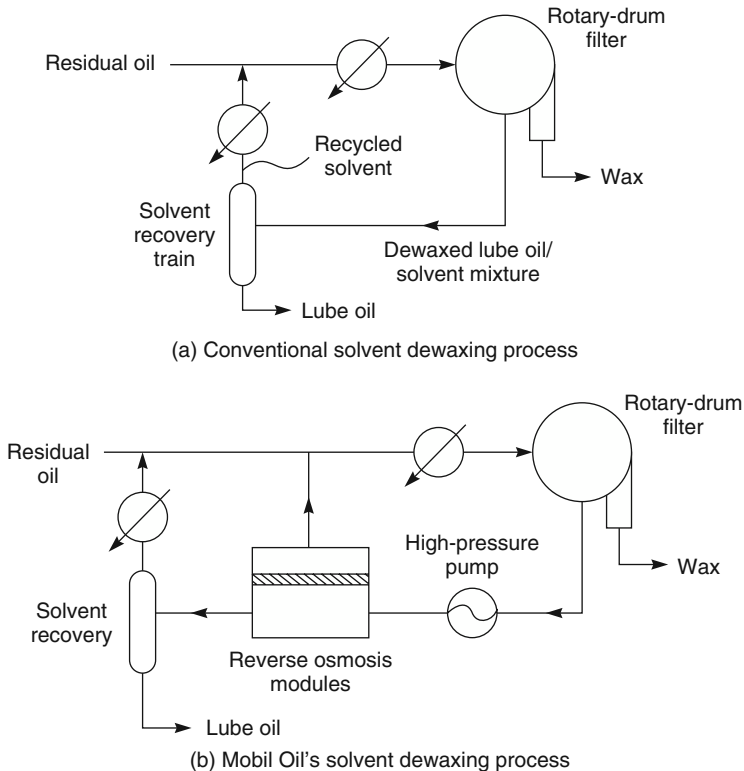 Rotary-drum
filter
Residual oil
Recycled
solvent
Wax
Solvent
recovery
train
Dewaxed lube oil/
solvent mixture
Lube oil
(a) Conventional solvent dewaxing process
Rotary-drum
filter
Residual
oil
High-pressure
pump
Wax
Solvent
recovery
Reverse osmosis
modules
Lube oil
(b) Mobil Oil's solvent dewaxing process